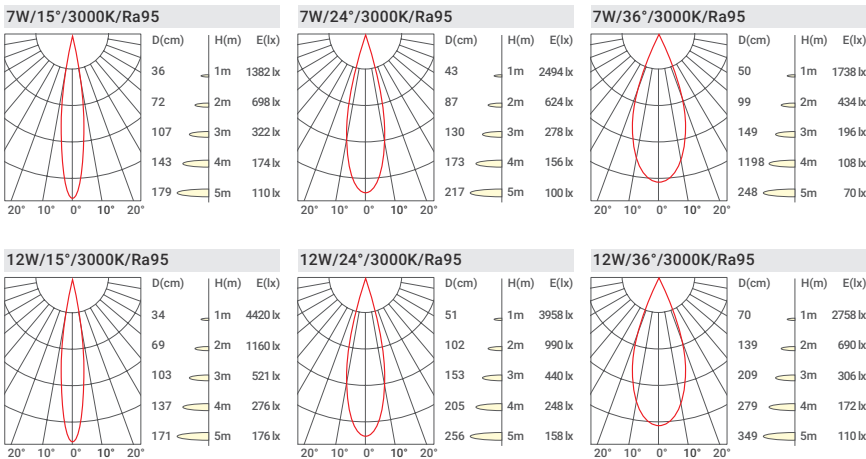 7W/15°/3000K/Ra95
D(cm) H(m) E(lx)
36 1m 1382 lx
72 2m 698 lx
107 3m 322 lx
143 4m 174 lx
179 5m 110 lx
20° 10° 0° 10° 20°
7W/24°/3000K/Ra95
D(cm) H(m) E(lx)
43 1m 2494 lx
87 2m 624 lx
130 3m 278 lx
173 4m 156 lx
217 5m 100 lx
20° 10° 0° 10° 20°
7W/36°/3000K/Ra95
D(cm) H(m) E(lx)
50 1m 1738 lx
99 2m 434 lx
149 3m 196 lx
1198 4m 108 lx
248 5m 70 lx
20° 10° 0° 10° 20°
12W/15°/3000K/Ra95
D(cm) H(m) E(lx)
34 1m 4420 lx
69 2m 1160 lx
103 3m 521 lx
137 4m 276 lx
171 5m 176 lx
20° 10° 0° 10° 20°
12W/24°/3000K/Ra95
D(cm) H(m) E(lx)
51 1m 3958 lx
102 2m 990 lx
153 3m 440 lx
205 4m 248 lx
256 5m 158 lx
20° 10° 0° 10° 20°
12W/36°/3000K/Ra95
D(cm) H(m) E(lx)
70 1m 2758 lx
139 2m 690 lx
209 3m 306 lx
279 4m 172 lx
349 5m 110 lx
20° 10° 0° 10° 20°